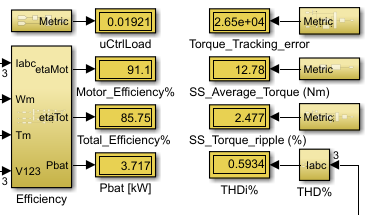 Metric 0.01921 2.65e+04 Metric
uCtrlLoad Torque_Tracking_error
3 Iabc etaMot 91.1 12.78 Metric
Motor_Efficiency% SS_Average_Torque (Nm)
Wm
etaTot 85.75 2.477 Metric
Tm
Total_Efficiency% SS_Torque_ripple (%)
Pbat 3.717 0.5934 Iabc 3
3 V123
Efficiency Pbat [kW] THDi% THD%